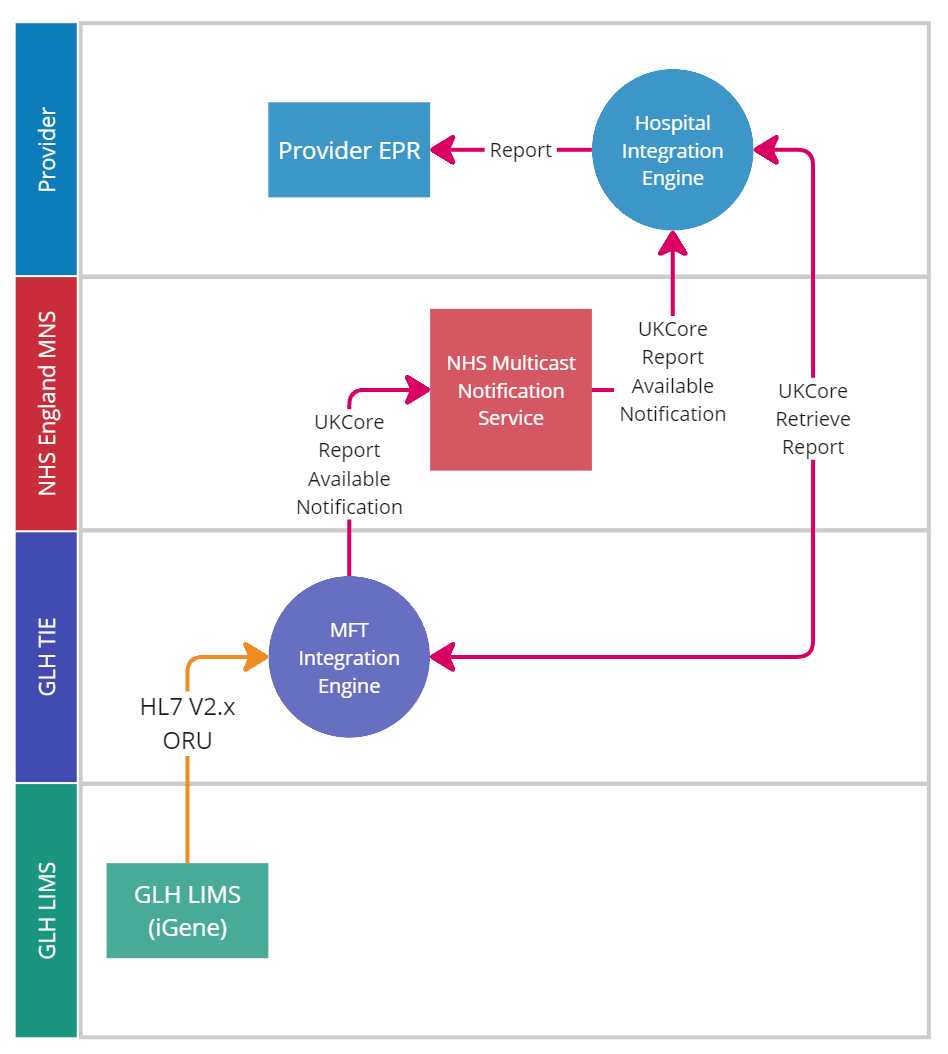 Provider
Provider EPR
Report
Hospital
Integration
Engine
NHS England MNS
NHS Multicast
Notification
Service
UKCore
Report
Available
Notification
UKCore
Retrieve
Report
UKCore
Report
Available
Notification
GLH TIE
MFT
Integration
Engine
HL7 V2.x
ORU
GLH LIMS
GLH LIMS
(iGene)